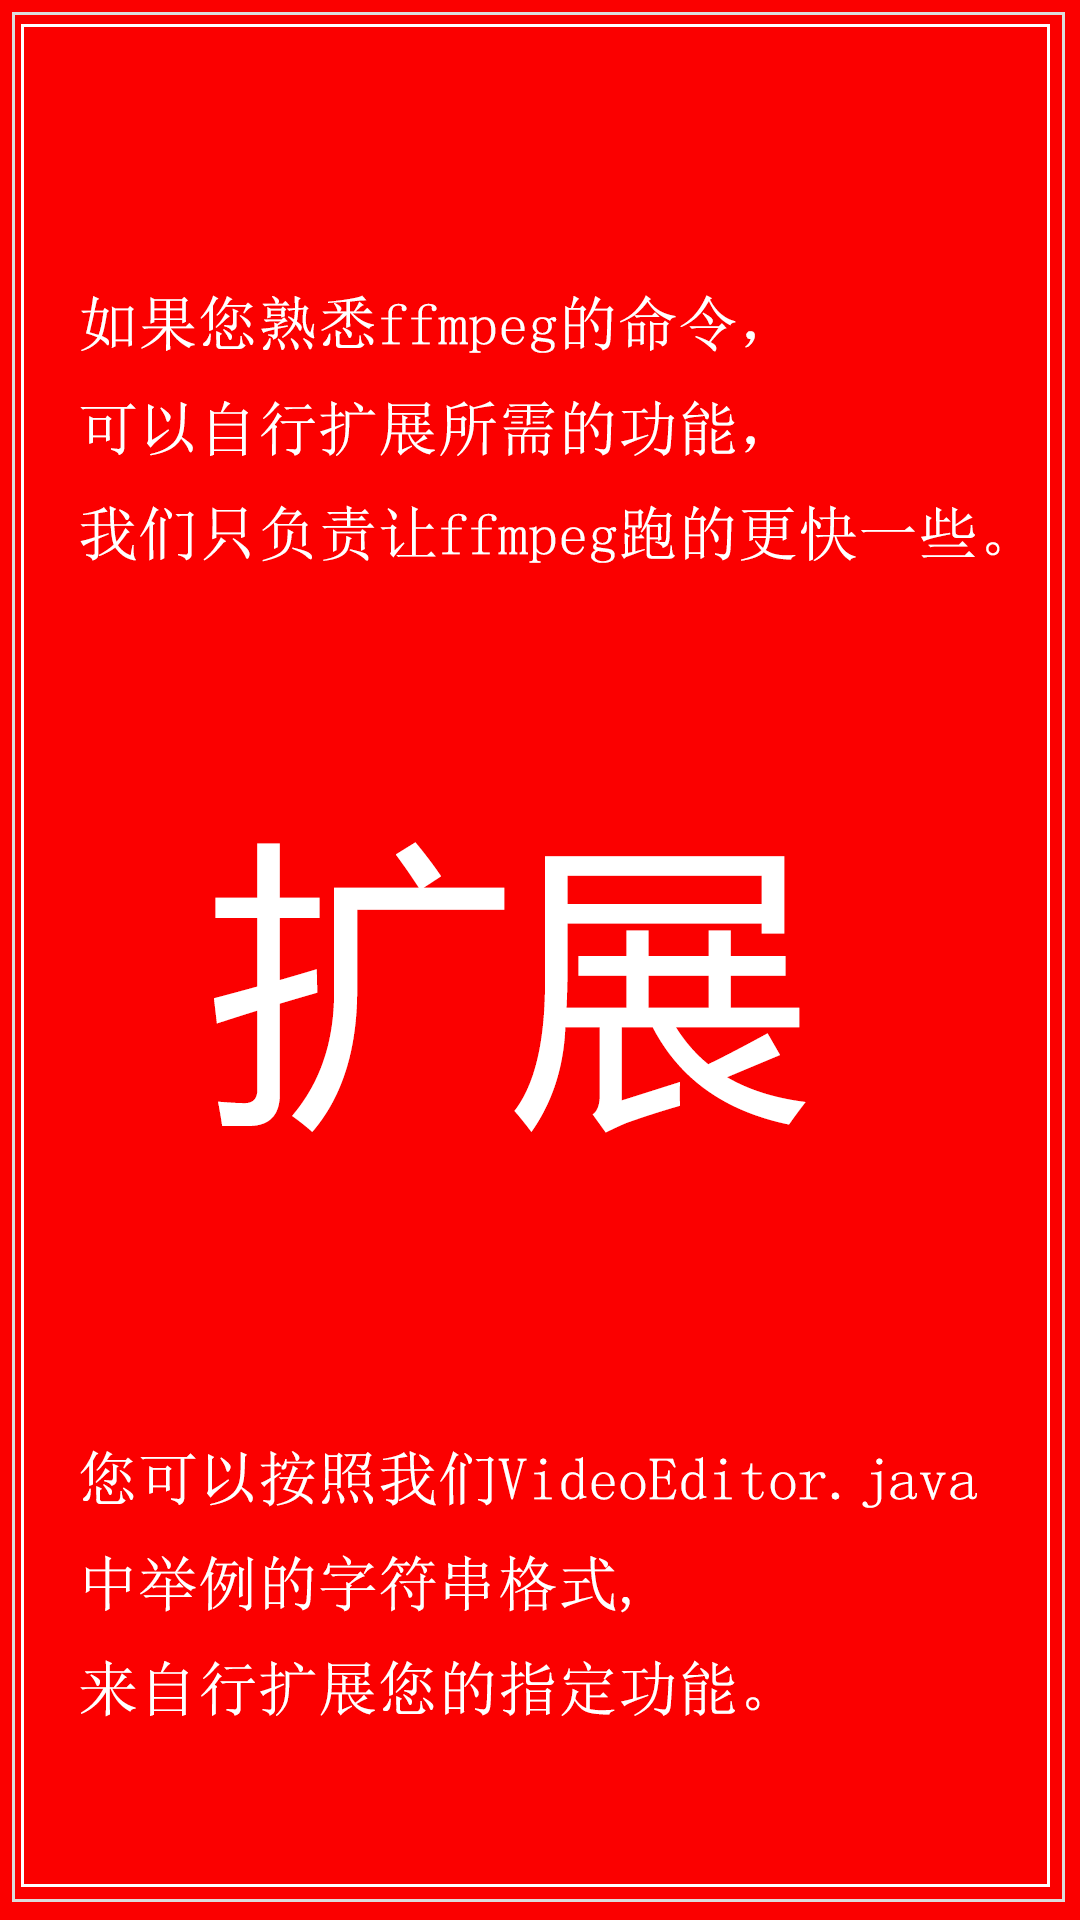 如果您熟悉ffmpeg的命令，
可以自行扩展所需的功能，
我们只负责让ffmpeg跑的更快一些。
扩展
您可以按照我们VideoEditor.java
中举例的字符串格式,
来自行扩展您的指定功能。